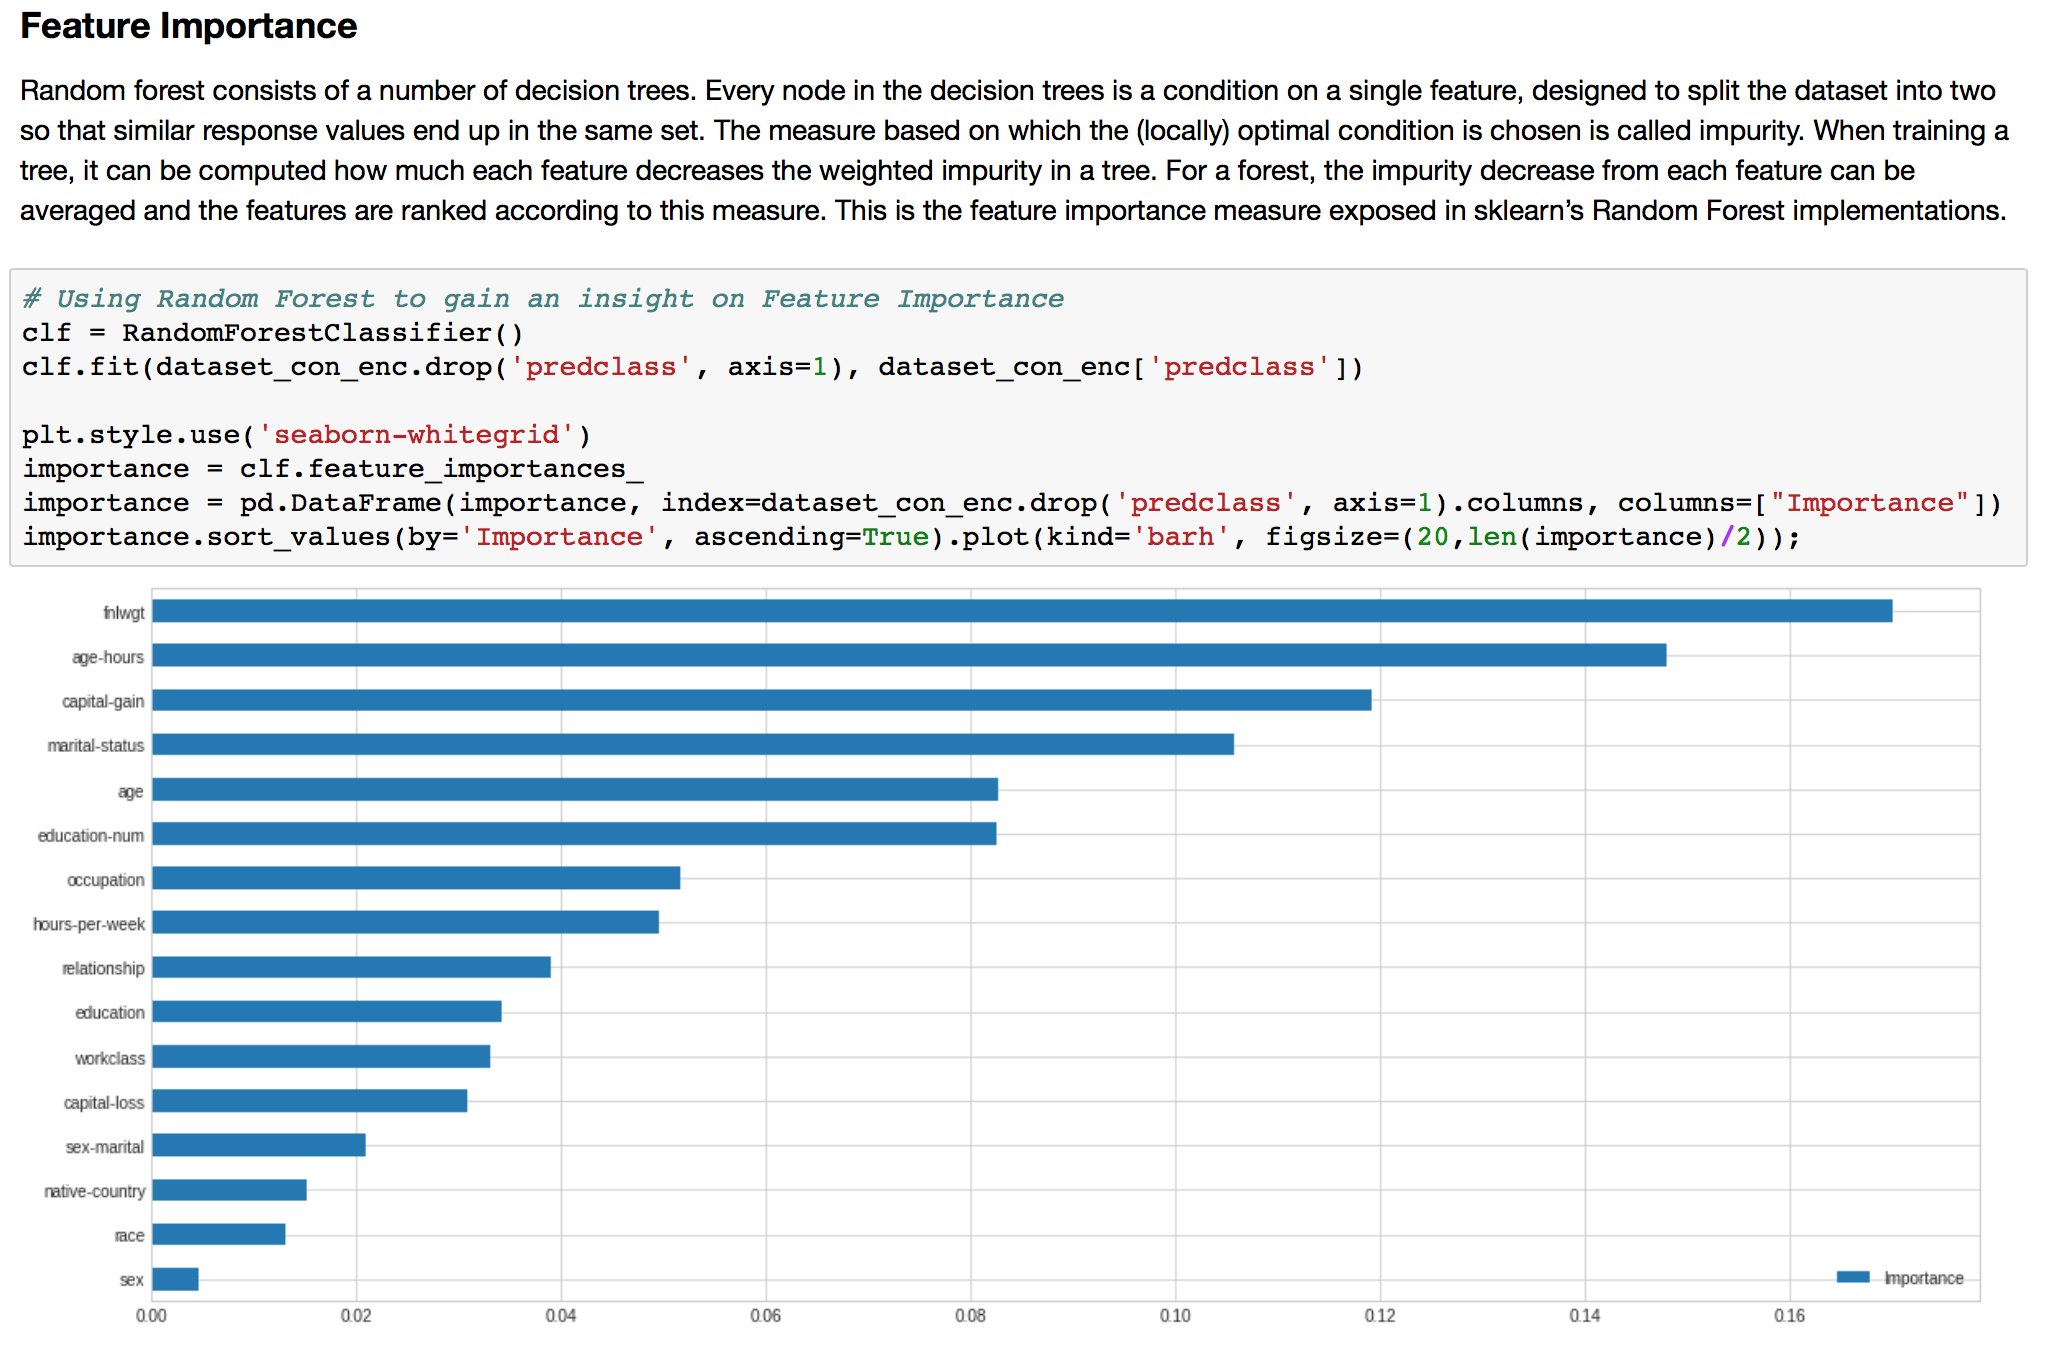 Feature Importance
Random forest consists of a number of decision trees. Every node in the decision trees is a condition on a single feature, designed to split the dataset into two
so that similar response values end up in the same set. The measure based on which the (locally) optimal condition is chosen is called impurity. When training a
tree, it can be computed how much each feature decreases the weighted impurity in a tree. For a forest, the impurity decrease from each feature can be
averaged and the features are ranked according to this measure. This is the feature importance measure exposed in sklearn’s Random Forest implementations.
# Using Random Forest to gain an insight on Feature Importance
clf = RandomForestClassifier()
clf.fit(dataset_con_enc.drop('predclass', axis=1), dataset_con_enc['predclass'])
plt.style.use('seaborn-whitegrid')
importance = clf.feature_importances_
importance = pd.DataFrame(importance, index=dataset_con_enc.drop('predclass', axis=1).columns, columns=["Importance"])
importance.sort_values(by='Importance', ascending=True).plot(kind='barh', figsize=(20,len(importance)/2));
fnlwgt
age-hours
capital-gain
marital-status
age
education-num
occupation
hours-per-week
relationship
education
workclass
capital-loss
sex-marital
native-country
race
sex
Importance
0.00 0.02 0.04 0.06 0.08 0.10 0.12 0.14 0.16